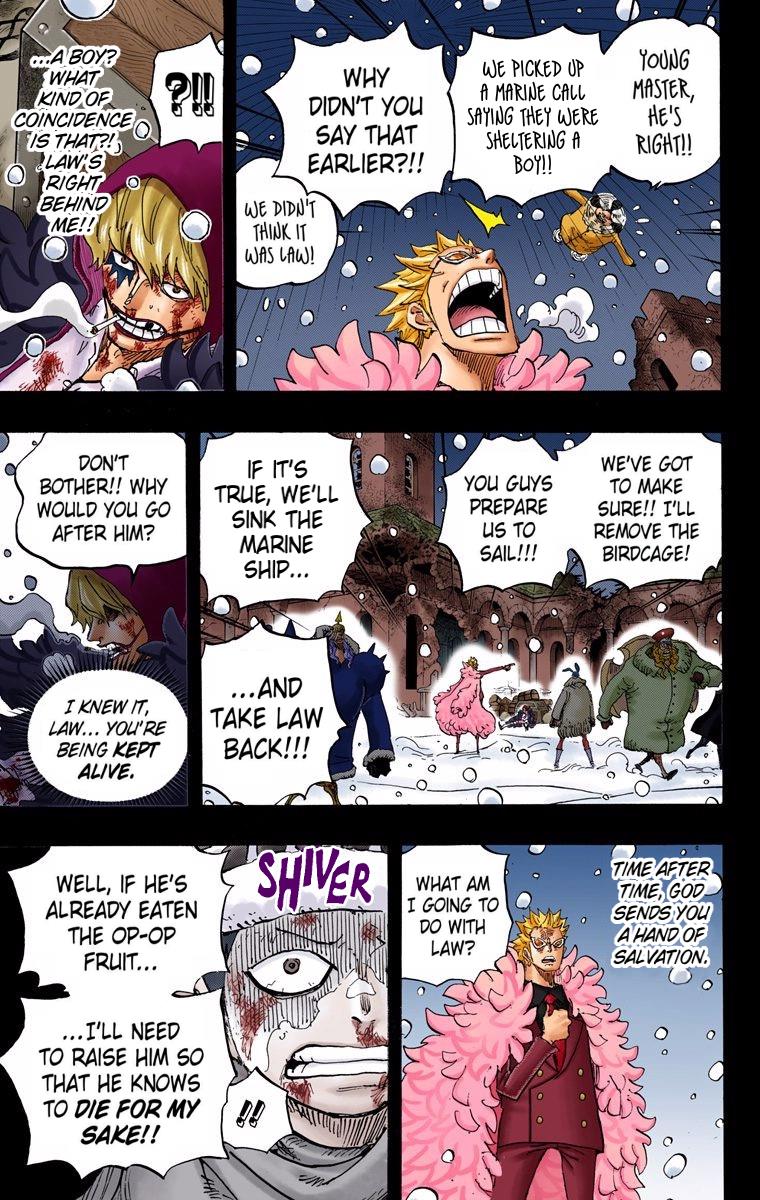 YOUNG
MASTER,
HE'S
RIGHT!!
WE PICKED UP
A MARINE CALL
SAYING THEY WERE
SHELTERING A
BOY!!
WHY
DIDN'T YOU
SAY THAT
EARLIER?!!
WE DIDN'T
THINK IT
WAS LAW!
?!!
...A BOY?
WHAT
KIND OF
COINCIDENCE
IS THAT?!
LAW'S
RIGHT
BEHIND
ME!!
WE'VE GOT
TO MAKE
SURE!! I'LL
REMOVE THE
BIRDCAGE!
YOU GUYS
PREPARE
US TO
SAIL!!!
IF IT'S
TRUE, WE'LL
SINK THE
MARINE
SHIP...
...AND
TAKE LAW
BACK!!!
DON'T
BOTHER!! WHY
WOULD YOU GO
AFTER HIM?
I KNEW IT,
LAW... YOU'RE
BEING KEPT
ALIVE.
TIME AFTER
TIME, GOD
SENDS YOU
A HAND OF
SALVATION.
WHAT AM
I GOING TO
DO WITH
LAW?
SHIVER
WELL, IF HE'S
ALREADY EATEN
THE OP-OP
FRUIT...
...I'LL NEED
TO RAISE HIM SO
THAT HE KNOWS
TO DIE FOR MY
SAKE!!
!!